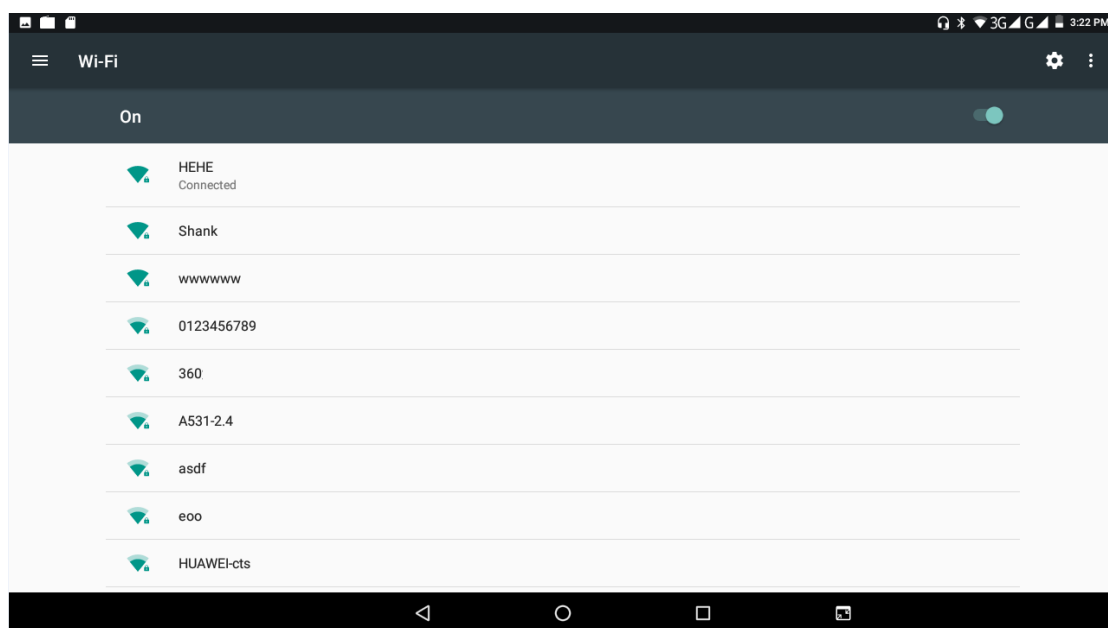 3G G 3:22 PM
Wi-Fi
On
HEHE
Connected
Shank
wwwwww
0123456789
360
A531-2.4
asdf
eoo
HUAWEI-cts